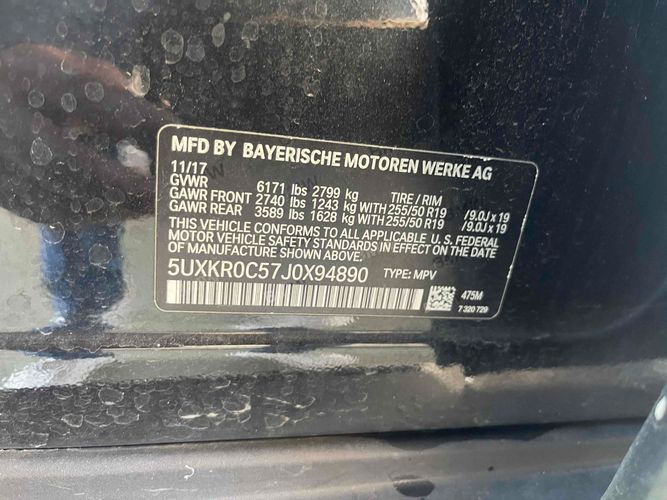 MFD BY BAYERISCHE MOTOREN WERKE AG
11/17
GVWR 6171 lbs 2799 kg TIRE / RIM
GAWR FRONT 2740 lbs 1243 kg WITH 255/50 R19 /9.0J x 19
GAWR REAR 3589 lbs 1628 kg WITH 255/50 R19 /9.0J x 19
THIS VEHICLE CONFORMS TO ALL APPLICABLE U. S. FEDERAL
MOTOR VEHICLE SAFETY STANDARDS IN EFFECT ON THE DATE
OF MANUFACTURE SHOWN ABOVE.
5UXKR0C57J0X94890 TYPE: MPV
475M
7 320 729